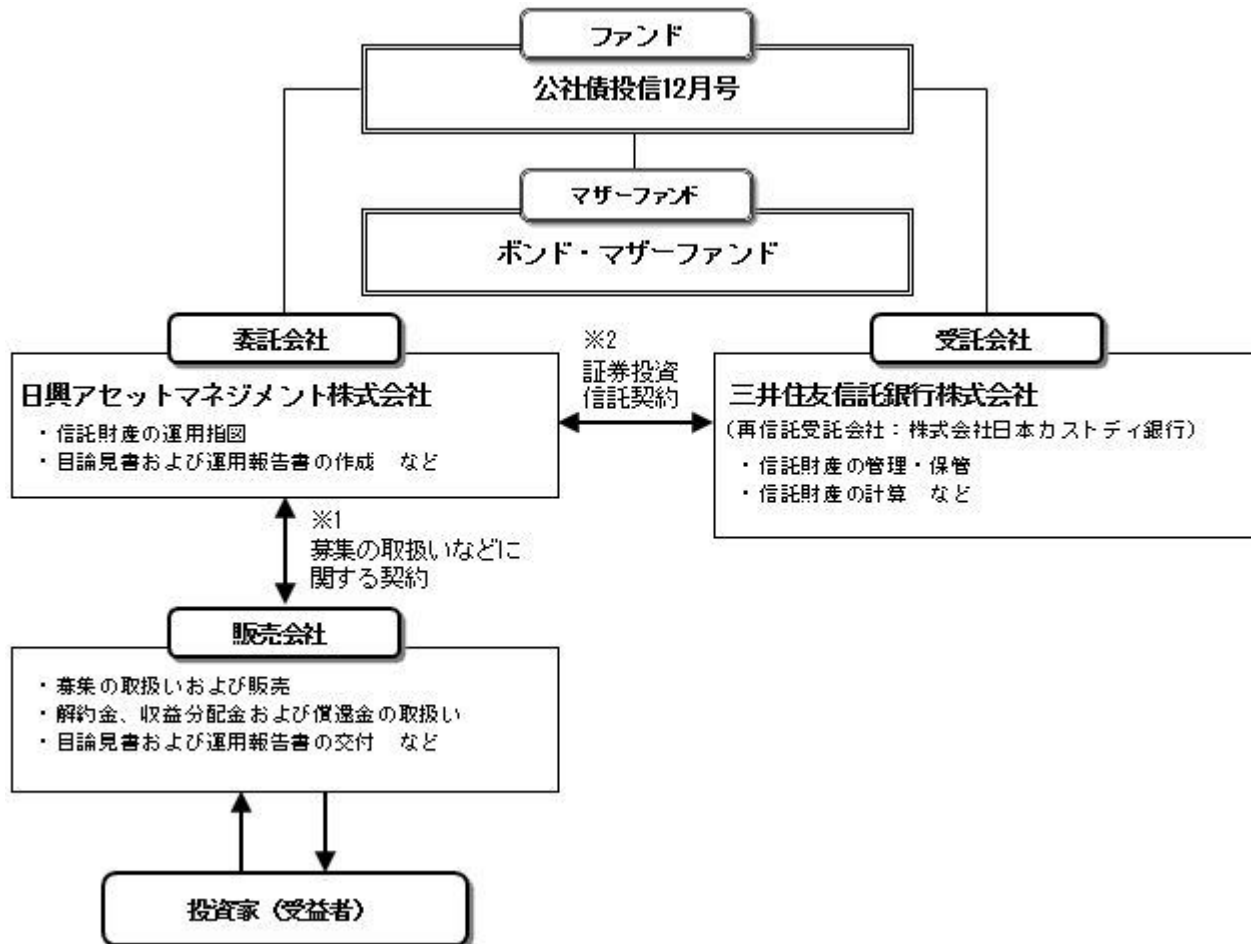 ファンド
公社債投信12月号
マザーファンド
ボンド・マザーファンド
委託会社
日興アセットマネジメント株式会社
・信託財産の運用指図
・目論見書および運用報告書の作成　など
※2
証券投資
信託契約
受託会社
三井住友信託銀行株式会社
（再信託受託会社：株式会社日本カストディ銀行）
・信託財産の管理・保管
・信託財産の計算　など
※1
募集の取扱いなどに
関する契約
販売会社
・募集の取扱いおよび販売
・解約金、収益分配金および償還金の取扱い
・目論見書および運用報告書の交付　など
投資家（受益者）